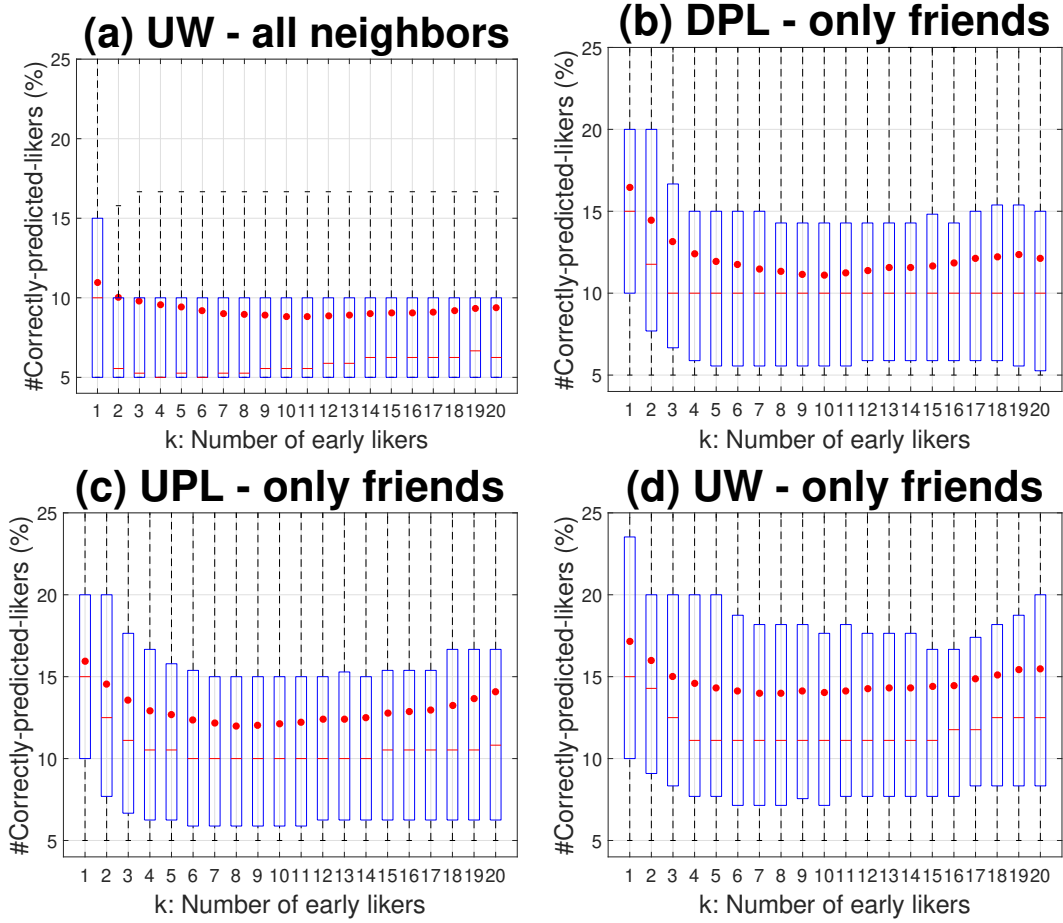 (a) UW - all neighbors
#Correctly-predicted-likers (%)
25
20
15
10
5
1 2 3 4 5 6 7 8 9 10 11 12 13 14 15 16 17 18 19 20
k: Number of early likers
(b) DPL - only friends
#Correctly-predicted-likers (%)
25
20
15
10
5
1 2 3 4 5 6 7 8 9 10 11 12 13 14 15 16 17 18 19 20
k: Number of early likers
(c) UPL - only friends
#Correctly-predicted-likers (%)
25
20
15
10
5
1 2 3 4 5 6 7 8 9 10 11 12 13 14 15 16 17 18 19 20
k: Number of early likers
(d) UW - only friends
#Correctly-predicted-likers (%)
25
20
15
10
5
1 2 3 4 5 6 7 8 9 10 11 12 13 14 15 16 17 18 19 20
k: Number of early likers